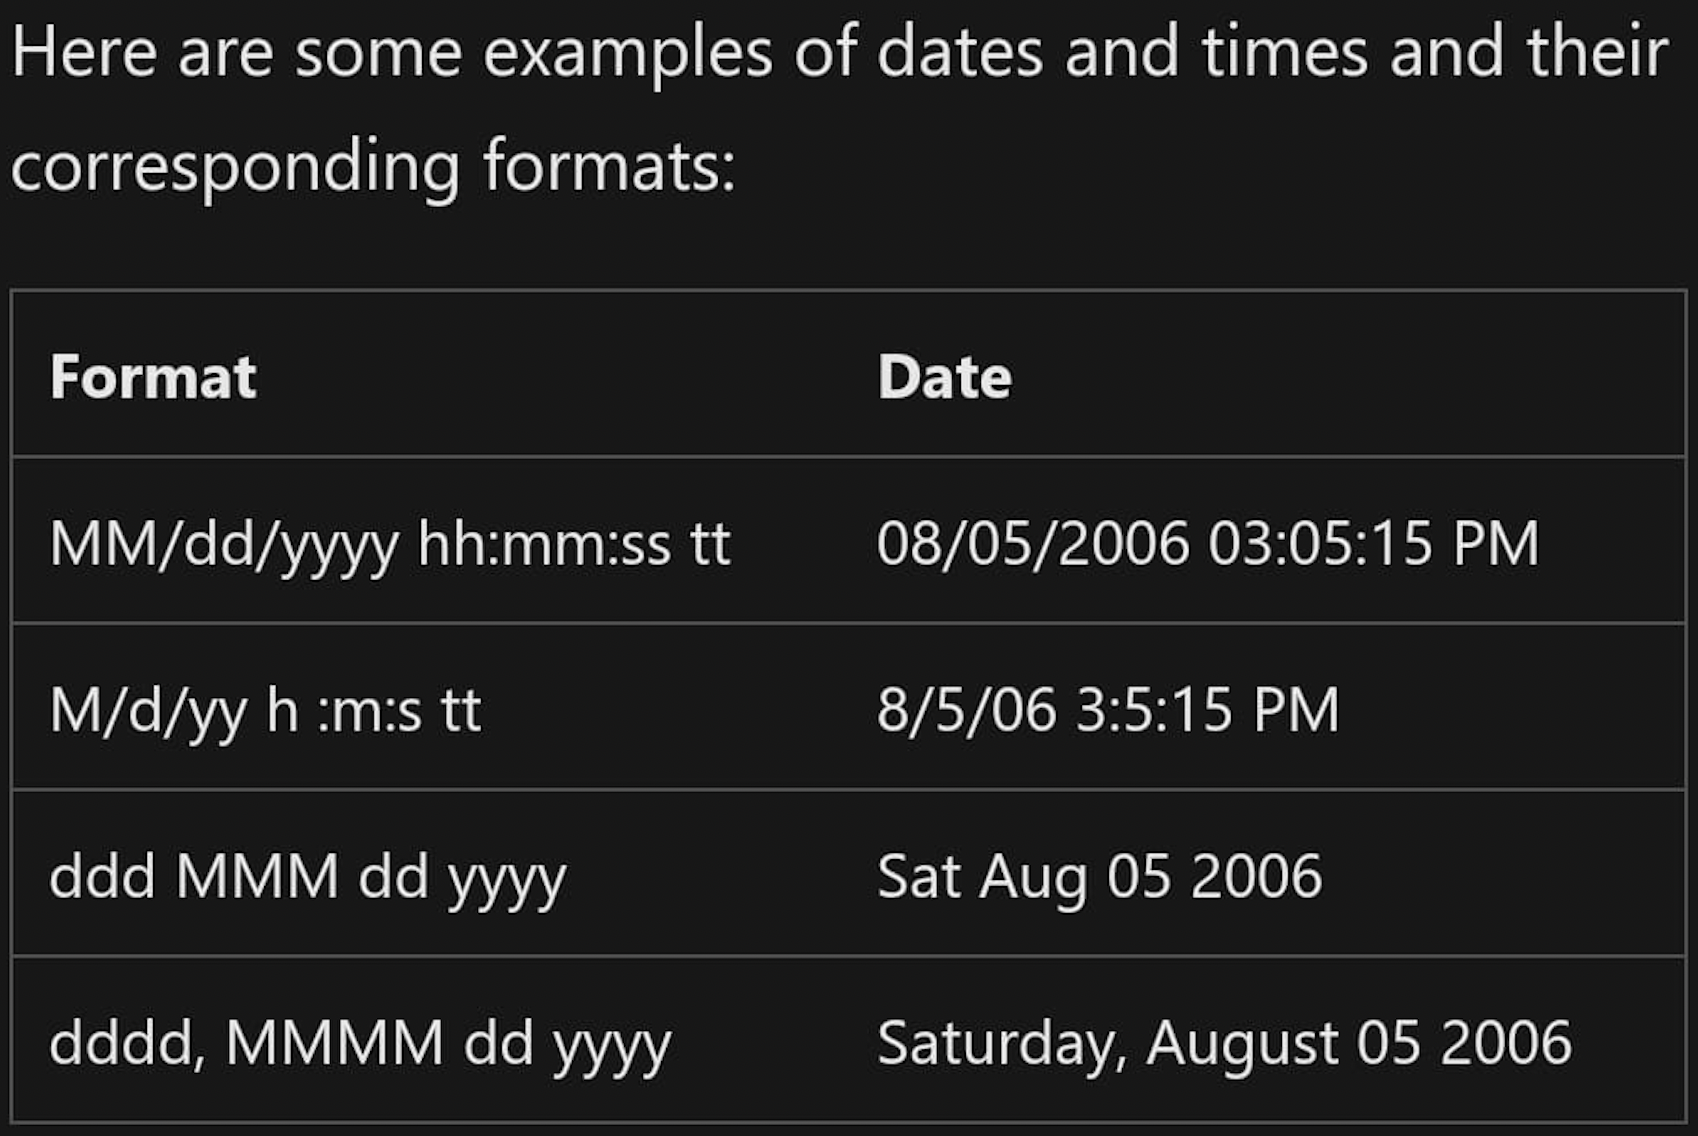 Here are some examples of dates and times and their
corresponding formats:
Format Date
MM/dd/yyyy hh:mm:ss tt 08/05/2006 03:05:15 PM
M/d/yy h :m:s tt 8/5/06 3:5:15 PM
ddd MMM dd yyyy Sat Aug 05 2006
dddd, MMMM dd yyyy Saturday, August 05 2006